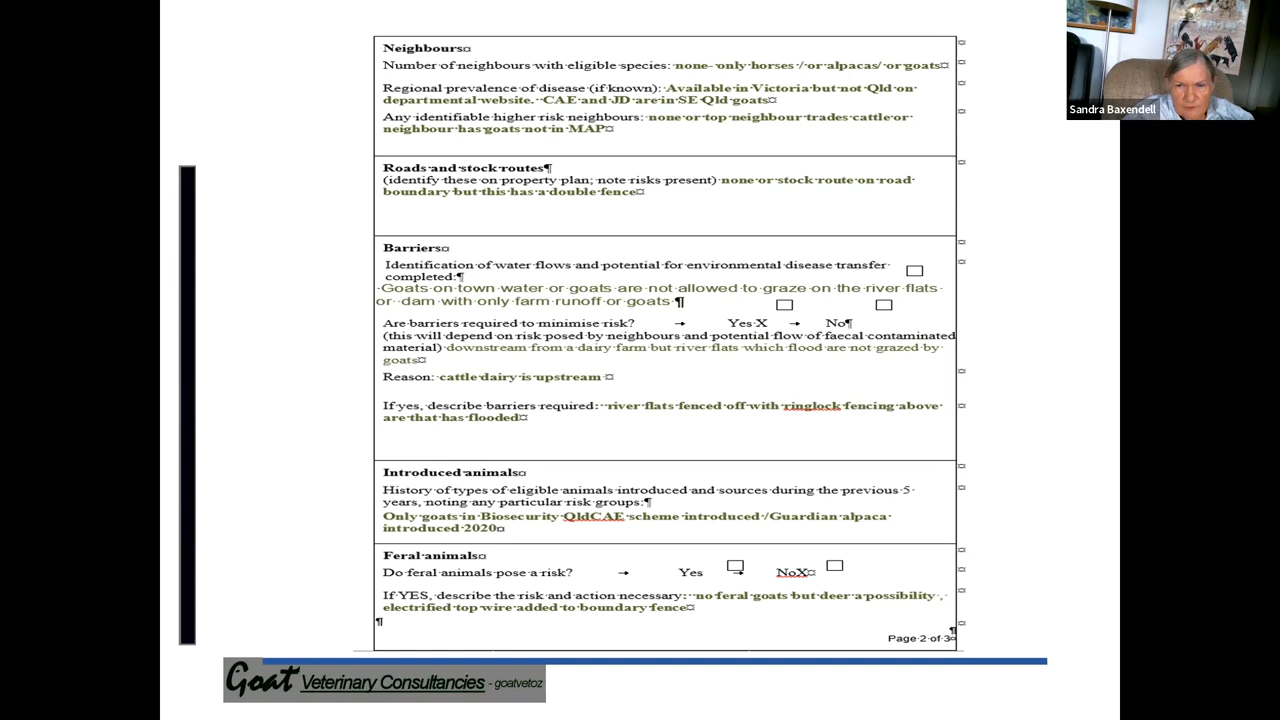 Sandra Baxendell
Neighbours¤
Number of neighbours with eligible species: none- only horses / or alpacas/ or goats¤
Regional prevalence of disease (if known): Available in Victoria but not Qld on
departmental website. CAE and JD are in SE Qld goats¤
Any identifiable higher risk neighbours: none or top neighbour trades cattle or
neighbour has goats not in MAP¤
Roads and stock routes¶
(identify these on property plan; note risks present) none or stock route on road
boundary but this has a double fence¤
Barriers¤
Identification of water flows and potential for environmental disease transfer
completed:¶
Goats on town water or goats are not allowed to graze on the river flats
or dam with only farm runoff or goats ¶
Are barriers required to minimise risk? → Yes X → No¶
(this will depend on risk posed by neighbours and potential flow of faecal contaminated
material) downstream from a dairy farm but river flats which flood are not grazed by
goats¤
Reason: cattle dairy is upstream ¤
If yes, describe barriers required: river flats fenced off with ringlock fencing above
are that has flooded¤
Introduced animals¤
History of types of eligible animals introduced and sources during the previous 5
years, noting any particular risk groups:¶
Only goats in Biosecurity QldCAE scheme introduced /Guardian alpaca
introduced 2020¤
Feral animals¤
Do feral animals pose a risk? → Yes → NoX¤
If YES, describe the risk and action necessary: no feral goats but deer a possibility ,
electrified top wire added to boundary fence¤
¶
¶
Page 2 of 3¤
Goat Veterinary Consultancies - goatvetoz